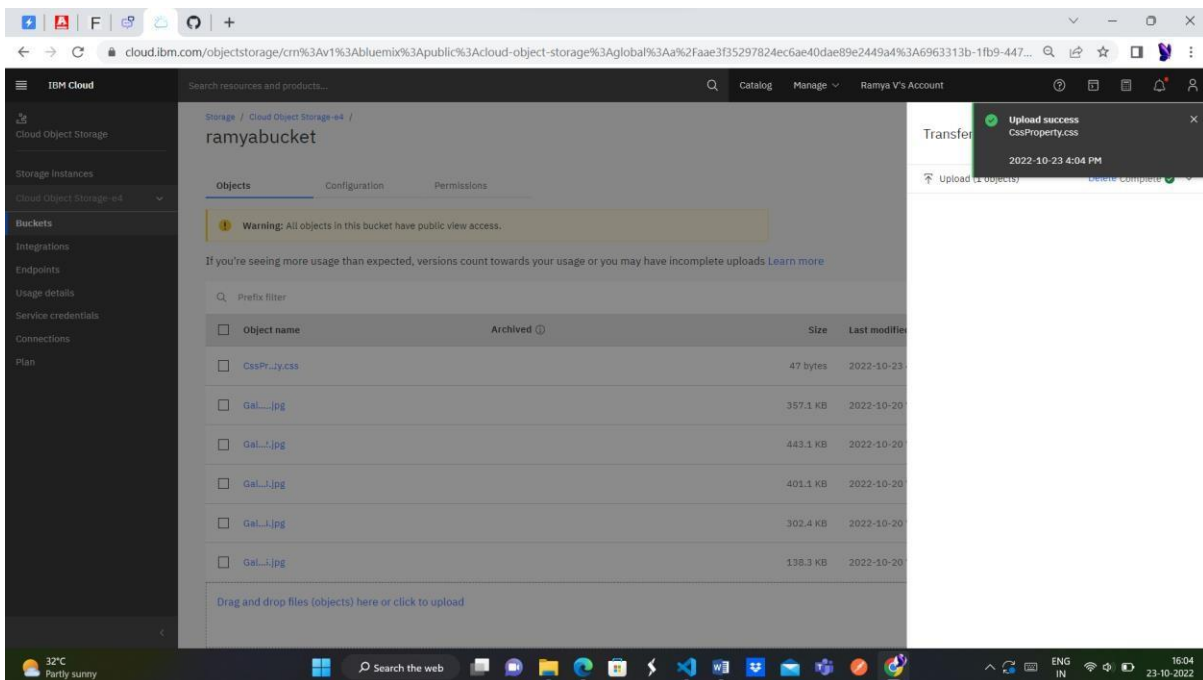 F
cloud.ibm.com/objectstorage/crn%3Av1%3Abluemix%3Apublic%3Acloud-object-storage%3Aglobal%3Aa%2Faae3f35297824ec6ae40dae89e2449a4%3A6963313b-1fb9-447...
IBM Cloud
Search resources and products...
Catalog
Manage
Ramya V's Account
Cloud Object Storage
Storage Instances
Cloud Object Storage-e4
Buckets
Integrations
Endpoints
Usage details
Service credentials
Connections
Plan
Storage / Cloud Object Storage-e4 /
ramyabucket
Objects Configuration Permissions
Warning: All objects in this bucket have public view access.
If you're seeing more usage than expected, versions count towards your usage or you may have incomplete uploads Learn more
Prefix filter
Object name Archived Size Last modified
CssPr...ty.css 47 bytes 2022-10-23
Gal.....jpg 357.1 KB 2022-10-20
443.1 KB 2022-10-20
401.1 KB 2022-10-20
302.4 KB 2022-10-20
138.3 KB 2022-10-20
Drag and drop files (objects) here or click to upload
Transfer
Upload success
CssProperty.css
2022-10-23 4:04 PM
Upload (1 objects) Delete Complete
32°C
Partly sunny
Search the web
ENG
IN
16:04
23-10-2022